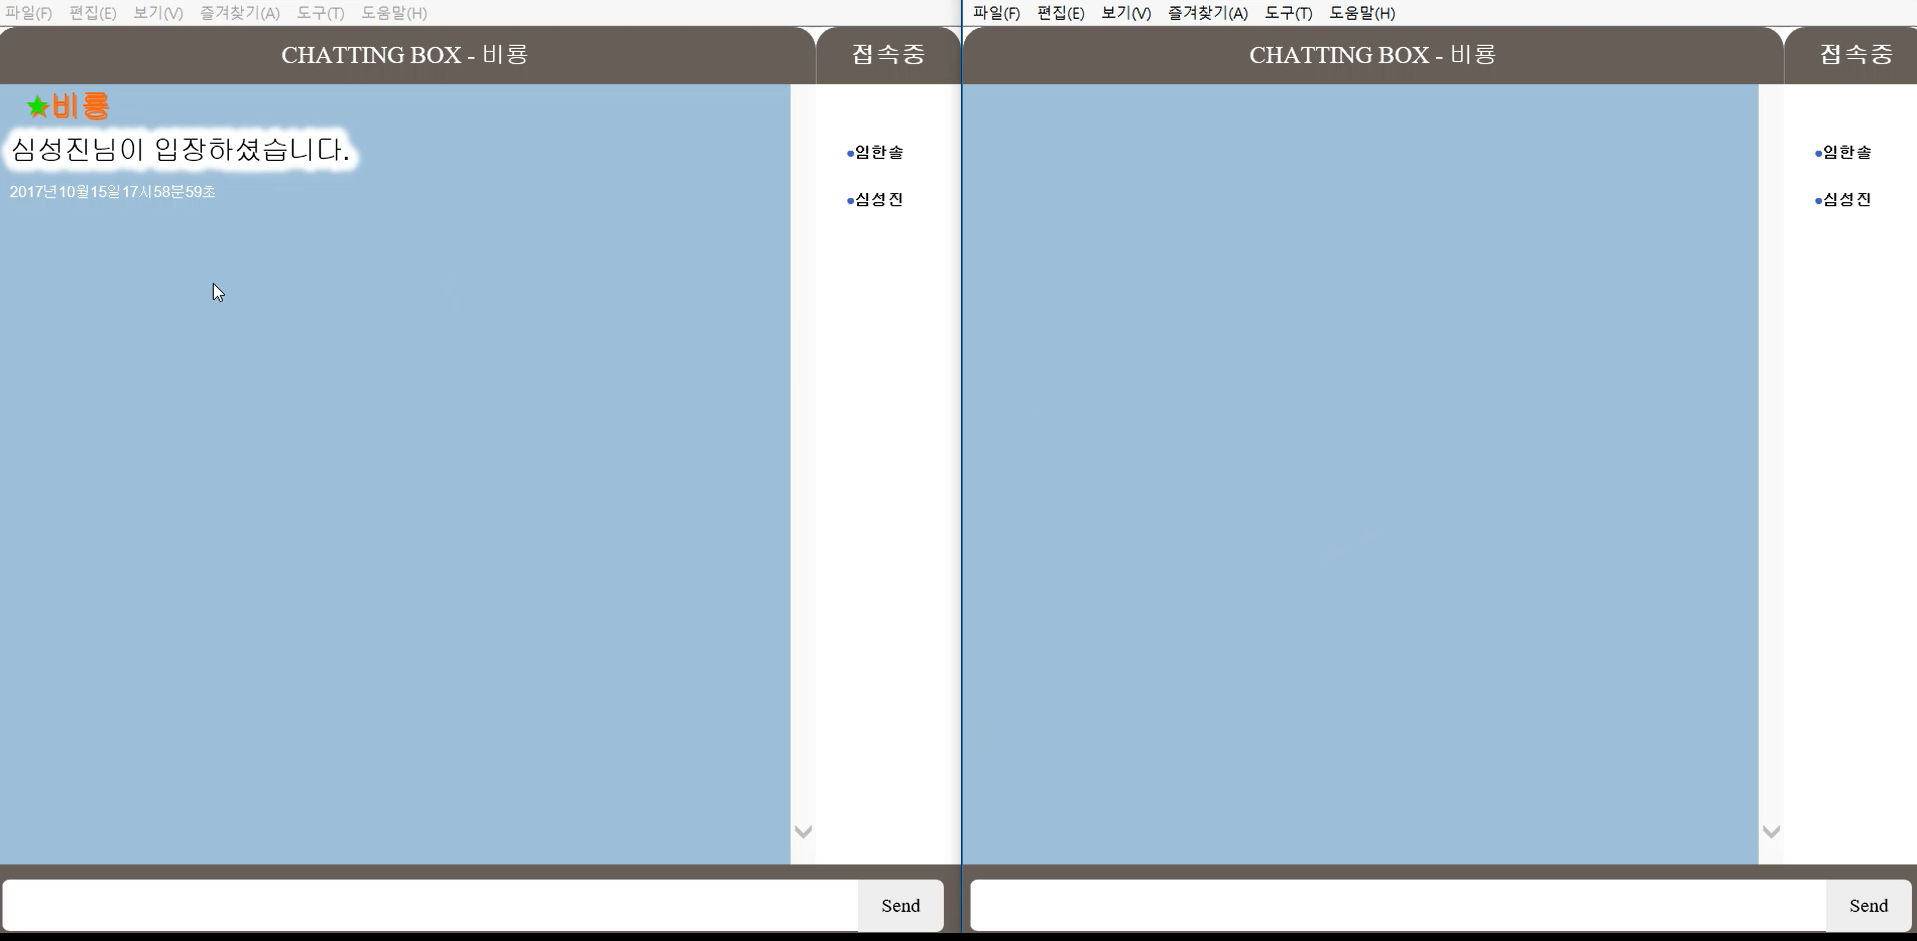 파일(F) 편집(E) 보기(V) 즐겨찾기(A) 도구(T) 도움말(H)
CHATTING BOX - 비룡
접속중
★비룡
심성진님이 입장하셨습니다.
2017년10월15일17시58분59초
●임한솔
●심성진
Send
파일(F) 편집(E) 보기(V) 즐겨찾기(A) 도구(T) 도움말(H)
CHATTING BOX - 비룡
접속중
●임한솔
●심성진
Send